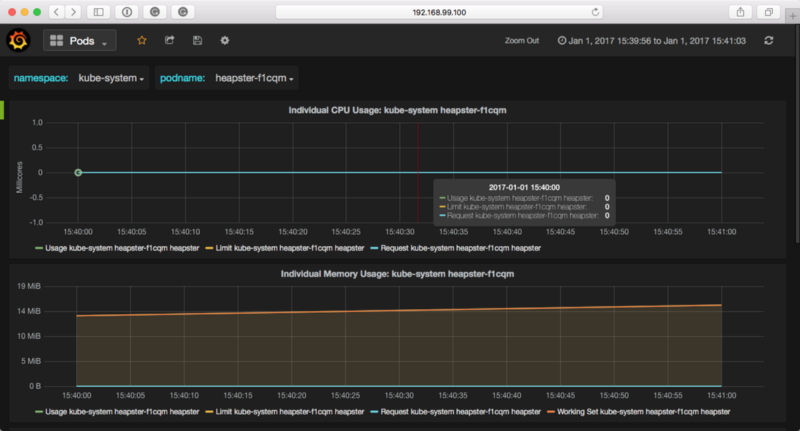 192.168.99.100
Pods
Zoom Out
Jan 1, 2017 15:39:56 to Jan 1, 2017 15:41:03
namespace: kube-system podname: heapster-f1cqm
Individual CPU Usage: kube-system heapster-f1cqm
Millicores
1.0
0.5
0
-0.5
-1.0
2017-01-01 15:40:00
Usage kube-system heapster-f1cqm heapster: 0
Limit kube-system heapster-f1cqm heapster: 0
Request kube-system heapster-f1cqm heapster: 0
15:40:00 15:40:05 15:40:10 15:40:15 15:40:20 15:40:25 15:40:30 15:40:35 15:40:40 15:40:45 15:40:50 15:40:55 15:41:00
Usage kube-system heapster-f1cqm heapster Limit kube-system heapster-f1cqm heapster Request kube-system heapster-f1cqm heapster
Individual Memory Usage: kube-system heapster-f1cqm
19 MiB
14 MiB
10 MiB
5 MiB
0 B
15:40:00 15:40:05 15:40:10 15:40:15 15:40:20 15:40:25 15:40:30 15:40:35 15:40:40 15:40:45 15:40:50 15:40:55 15:41:00
Usage kube-system heapster-f1cqm heapster Limit kube-system heapster-f1cqm heapster Request kube-system heapster-f1cqm heapster Working Set kube-system heapster-f1cqm heapster